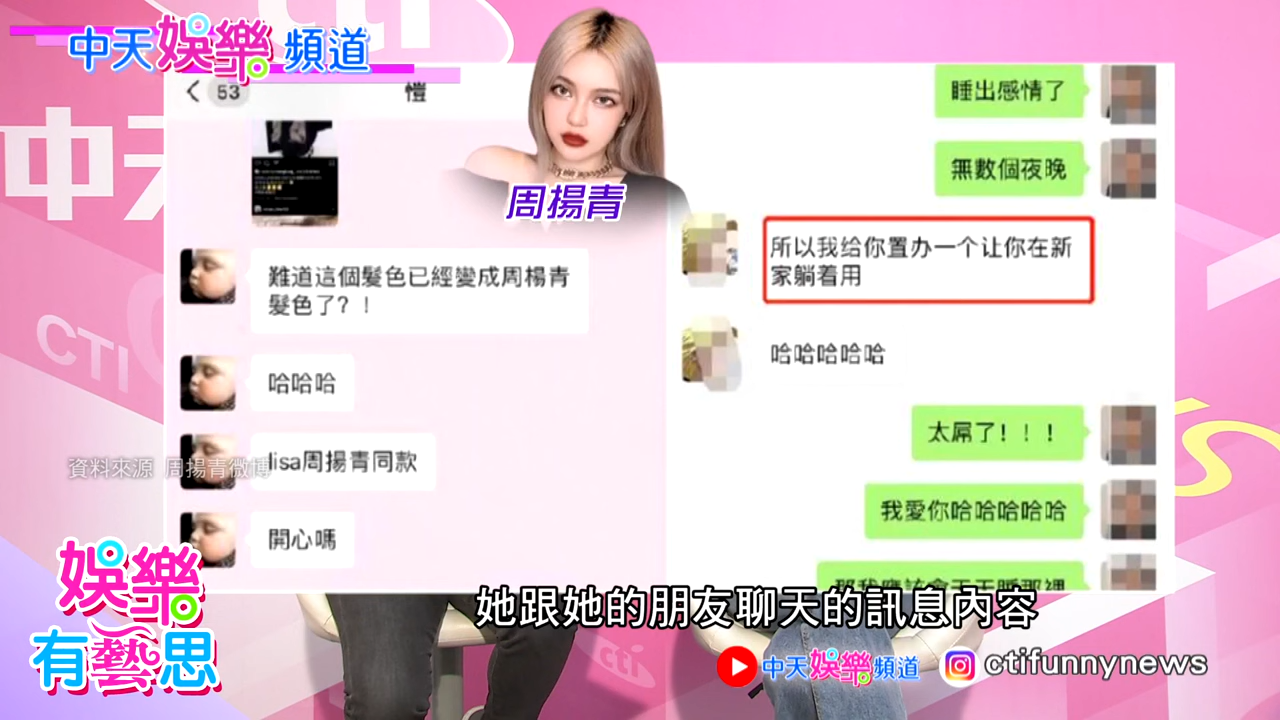 中天娛樂頻道
cti
中天
CTI
53
愷
難道這個髮色已經變成周楊青
髮色了？！
哈哈哈
lisa周揚青同款
開心嗎
周揚青
睡出感情了
無數個夜晚
所以我给你置办一个让你在新
家躺着用
哈哈哈哈哈
太屌了！！！
我愛你哈哈哈哈哈
資料來源 周揚青微博
娛樂
有藝思
她跟她的朋友聊天的訊息內容
cti
中天娛樂頻道
ctifunnynews